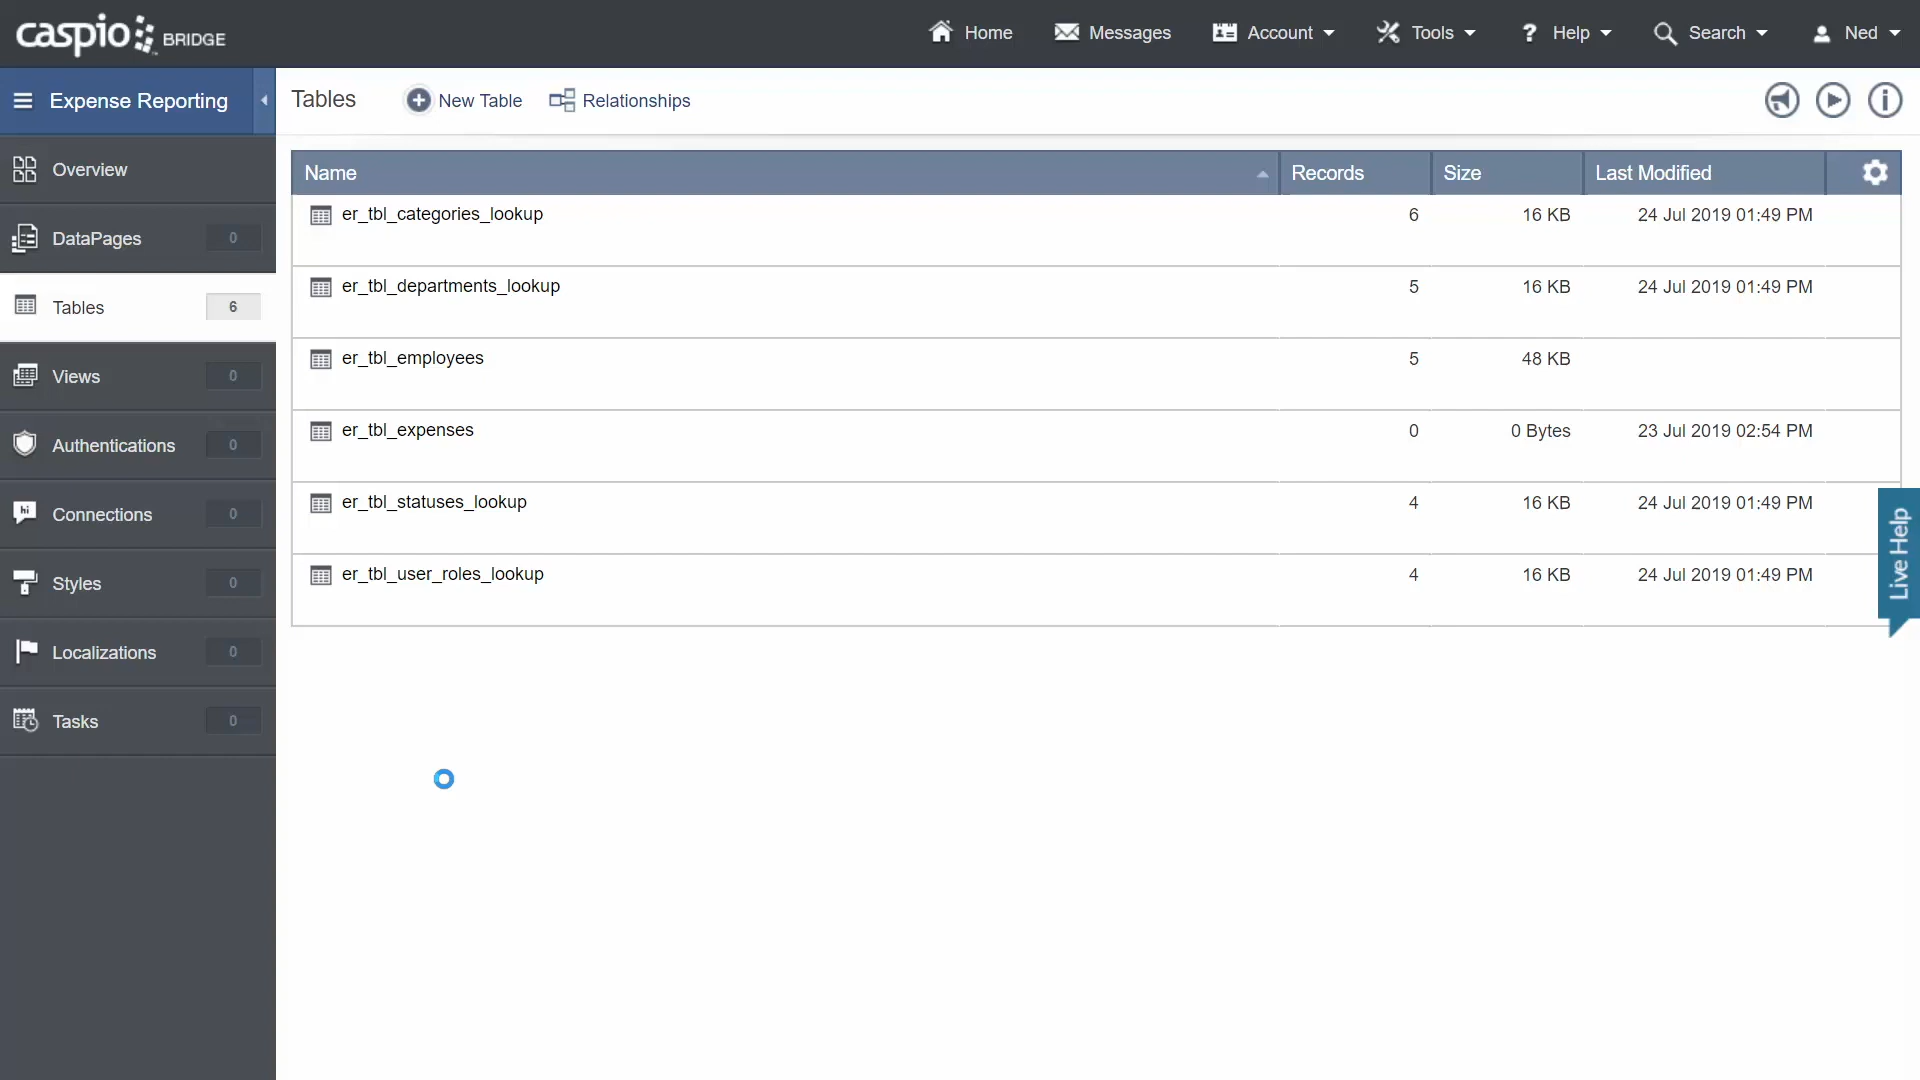 caspio BRIDGE
Home
Messages
Account
Tools
? Help
Search
Ned
Expense Reporting
Tables
New Table
Relationships
Overview
DataPages 0
Tables 6
Views 0
Authentications 0
hi Connections 0
Styles 0
Localizations 0
Tasks 0
Name Records Size Last Modified
er_tbl_categories_lookup 6 16 KB 24 Jul 2019 01:49 PM
er_tbl_departments_lookup 5 16 KB 24 Jul 2019 01:49 PM
er_tbl_employees 5 48 KB
er_tbl_expenses 0 0 Bytes 23 Jul 2019 02:54 PM
er_tbl_statuses_lookup 4 16 KB 24 Jul 2019 01:49 PM
er_tbl_user_roles_lookup 4 16 KB 24 Jul 2019 01:49 PM
Live Help